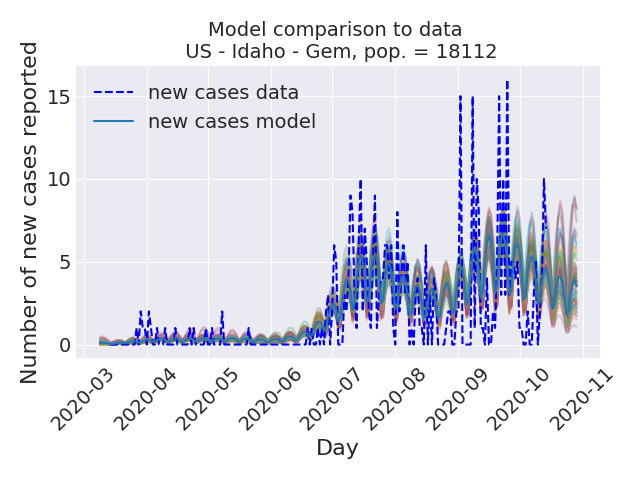 Model comparison to data
US - Idaho - Gem, pop. = 18112
new cases data
new cases model
Number of new cases reported
15
10
5
0
2020-03
2020-04
2020-05
2020-06
2020-07
2020-08
2020-09
2020-10
2020-11
Day